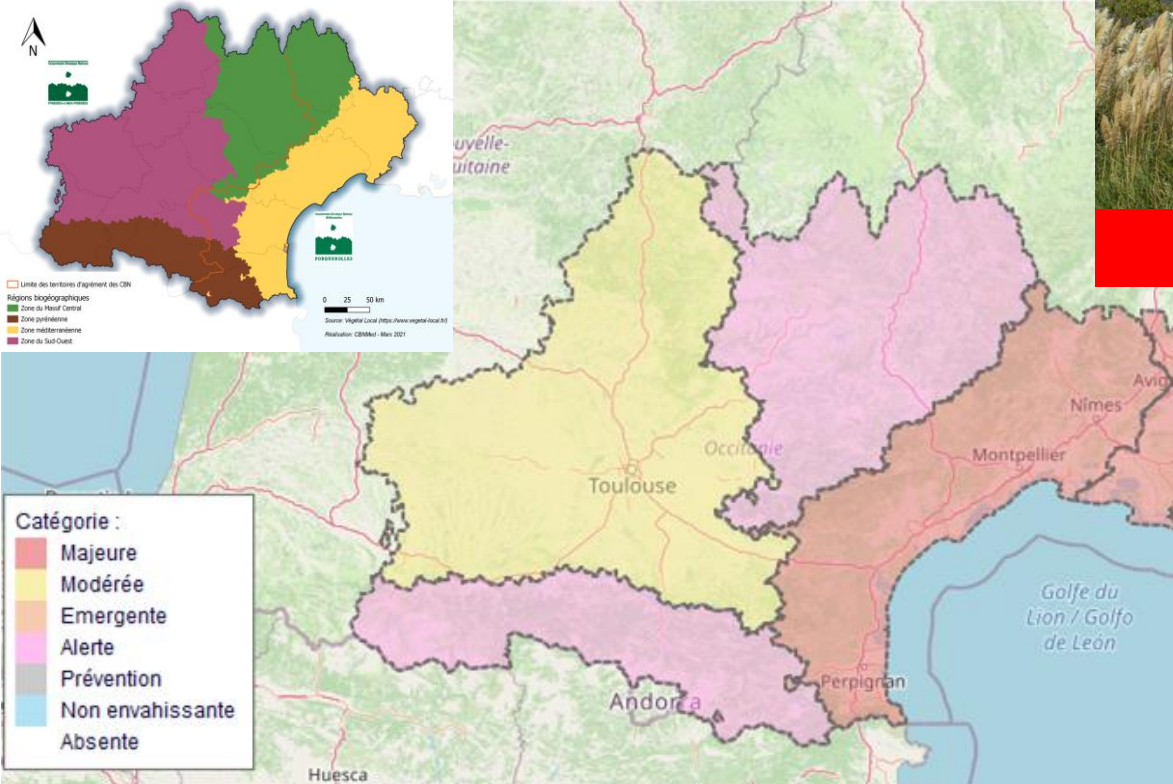 N
Limite des territoires d'agrément des CBN
Régions biogéographiques
Zone du Massif Central
Zone pyrénéenne
Zone méditerranéenne
Zone du Sud-Ouest
PORQUEROLLES
0 25 50 km
Source: Végétal Local (https://www.vegetal-local.fr)
Réalisation: CBNMed - Mars 2021
uvelle-
uitaine
Occitanie
Toulouse
Avig
Nîmes
Montpellier
Perpignan
Golfe du
Lion / Golfo
de León
Andorra
Huesca
Catégorie :
Majeure
Modérée
Emergente
Alerte
Prévention
Non envahissante
Absente